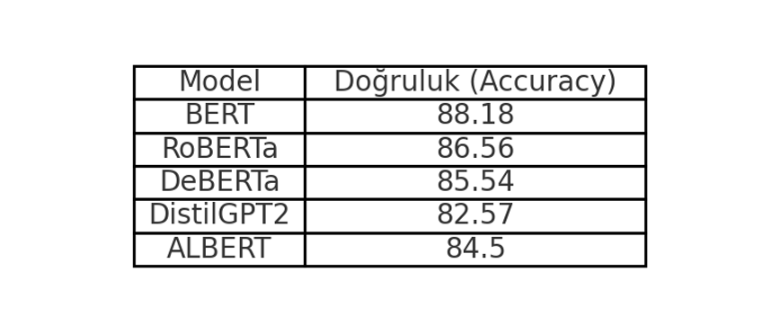 Model Doğruluk (Accuracy)
BERT 88.18
RoBERTa 86.56
DeBERTa 85.54
DistilGPT2 82.57
ALBERT 84.5